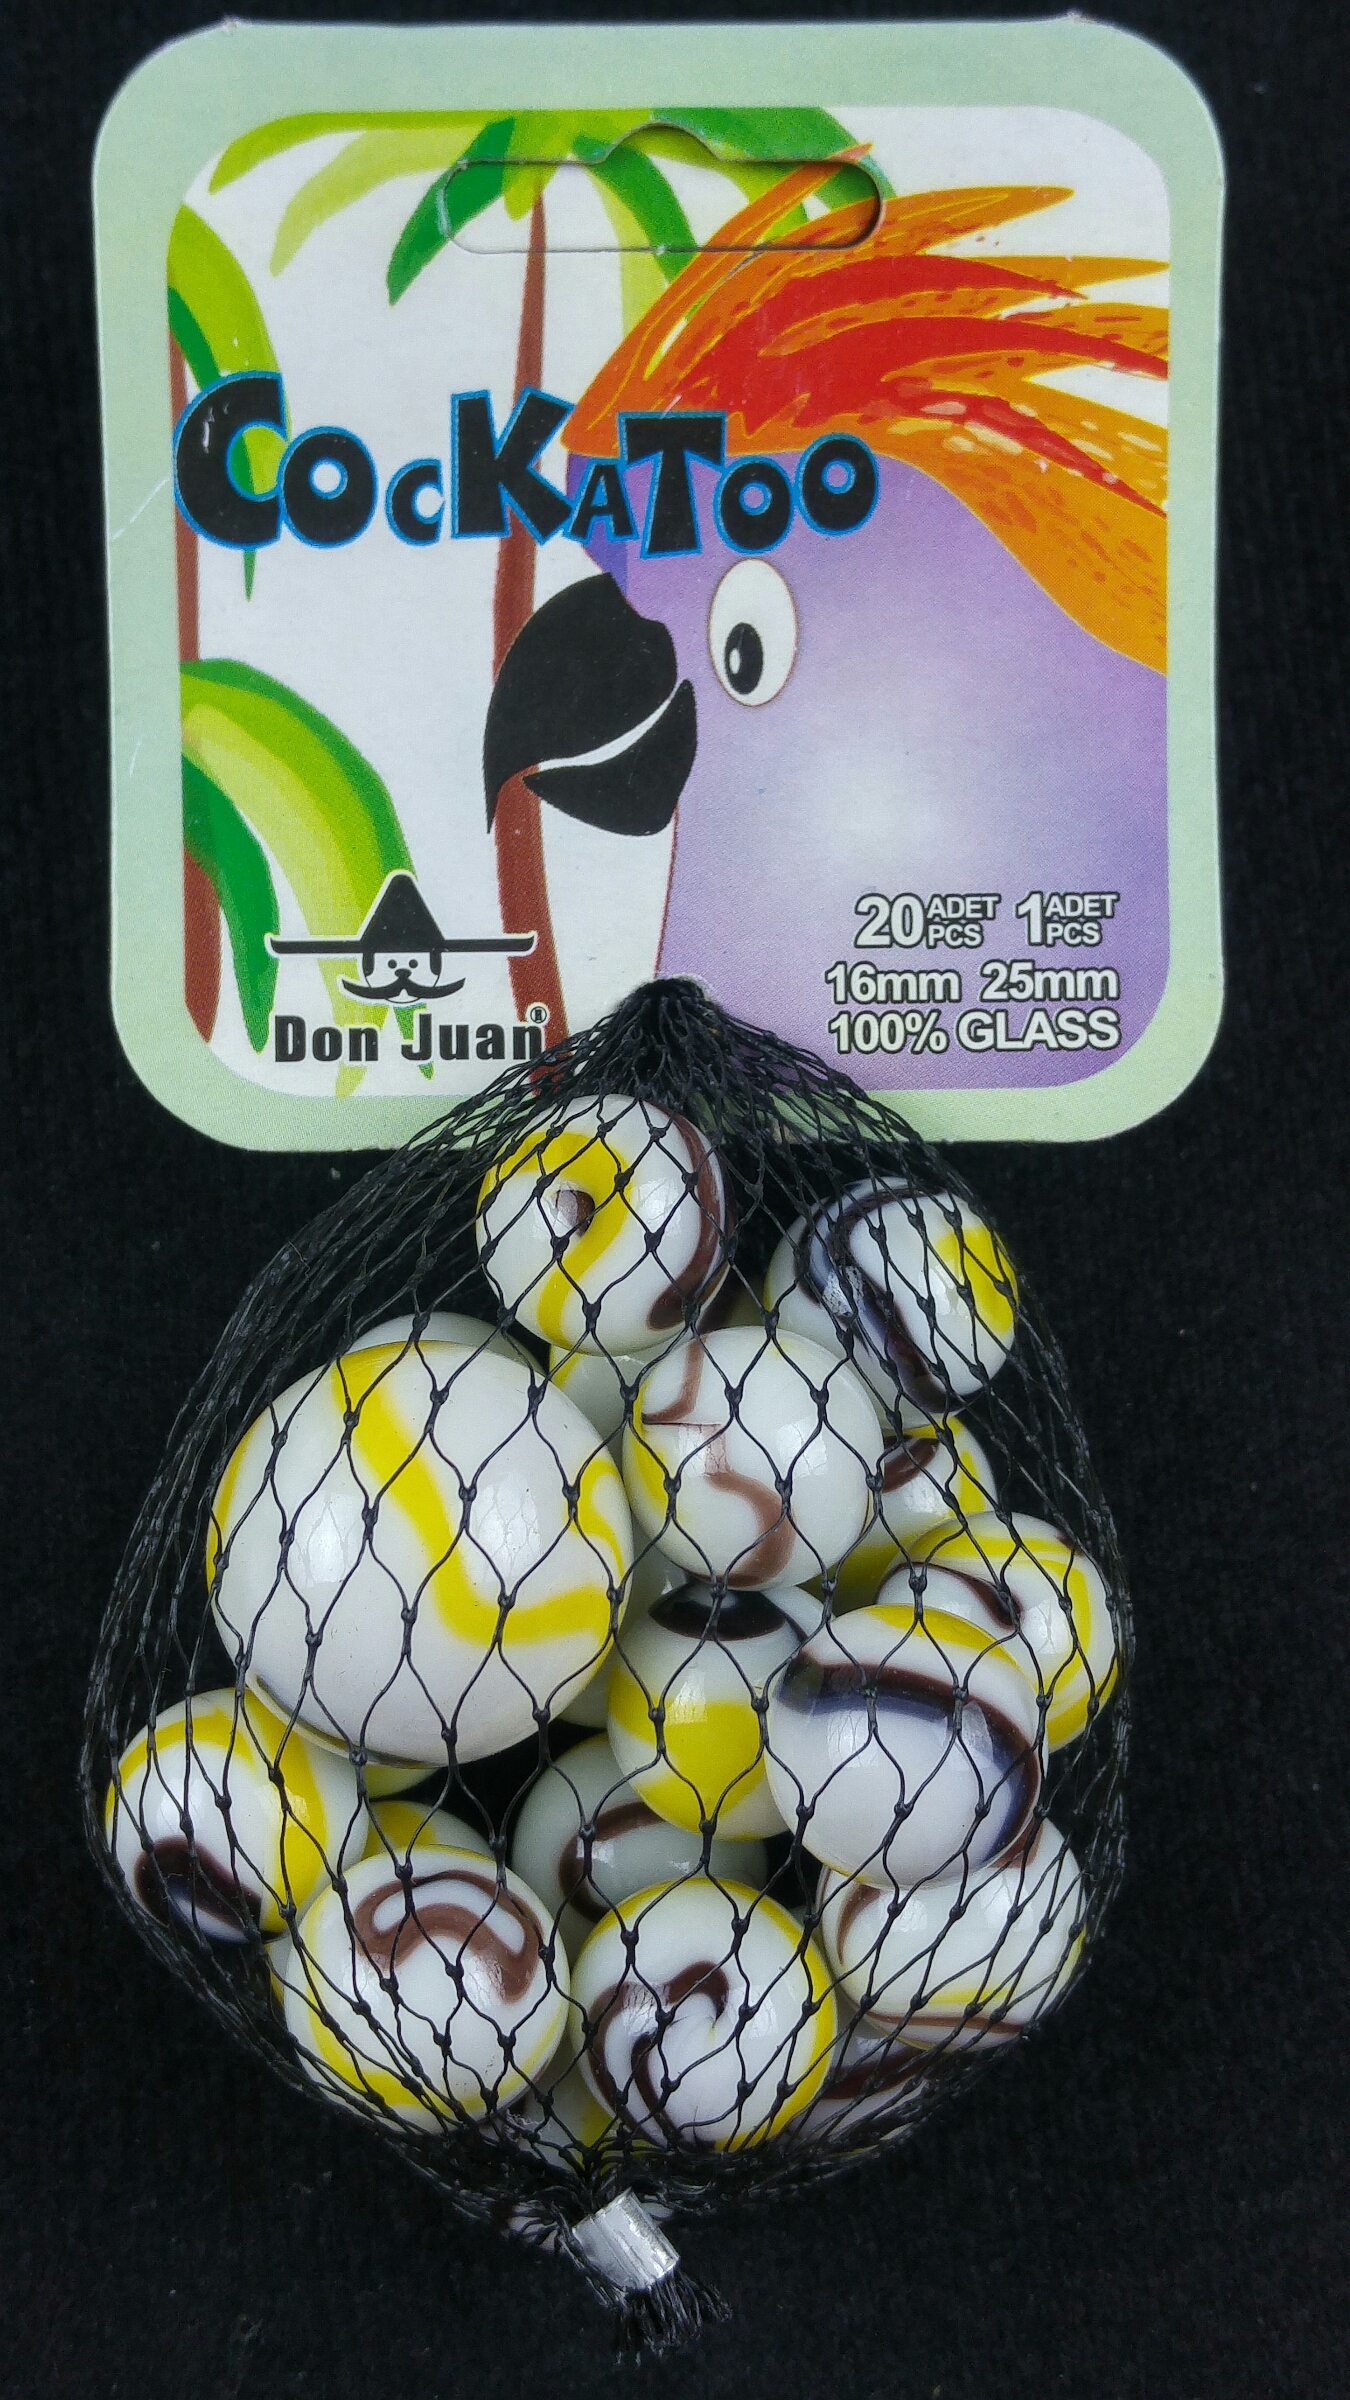 COCKATOO
20 ADET PCS 1 ADET PCS
16mm 25mm
100% GLASS
Don Juan®